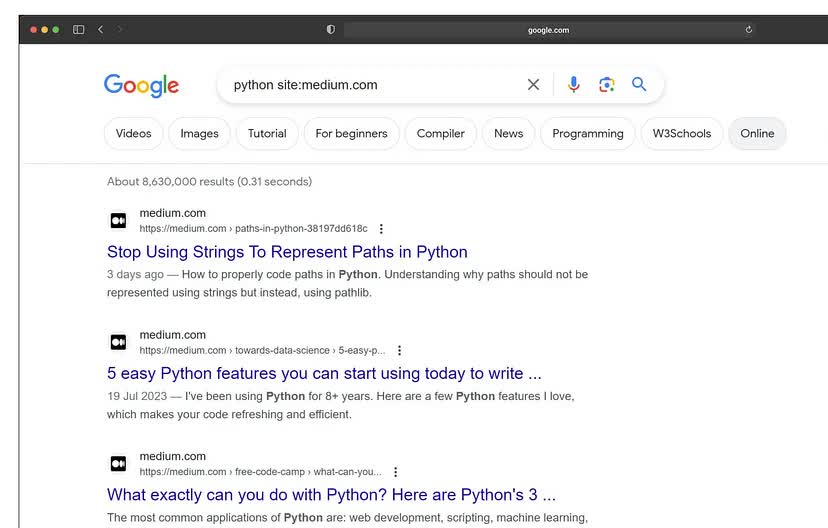 google.com
Google
python site:medium.com
Videos
Images
Tutorial
For beginners
Compiler
News
Programming
W3Schools
Online
About 8,630,000 results (0.31 seconds)
medium.com
https://medium.com › paths-in-python-38197dd618c
Stop Using Strings To Represent Paths in Python
3 days ago — How to properly code paths in Python. Understanding why paths should not be
represented using strings but instead, using pathlib.
medium.com
https://medium.com › towards-data-science › 5-easy-p...
5 easy Python features you can start using today to write ...
19 Jul 2023 — I've been using Python for 8+ years. Here are a few Python features I love,
which makes your code refreshing and efficient.
medium.com
https://medium.com › free-code-camp › what-can-you...
What exactly can you do with Python? Here are Python's 3 ...
The most common applications of Python are: web development, scripting, machine learning,